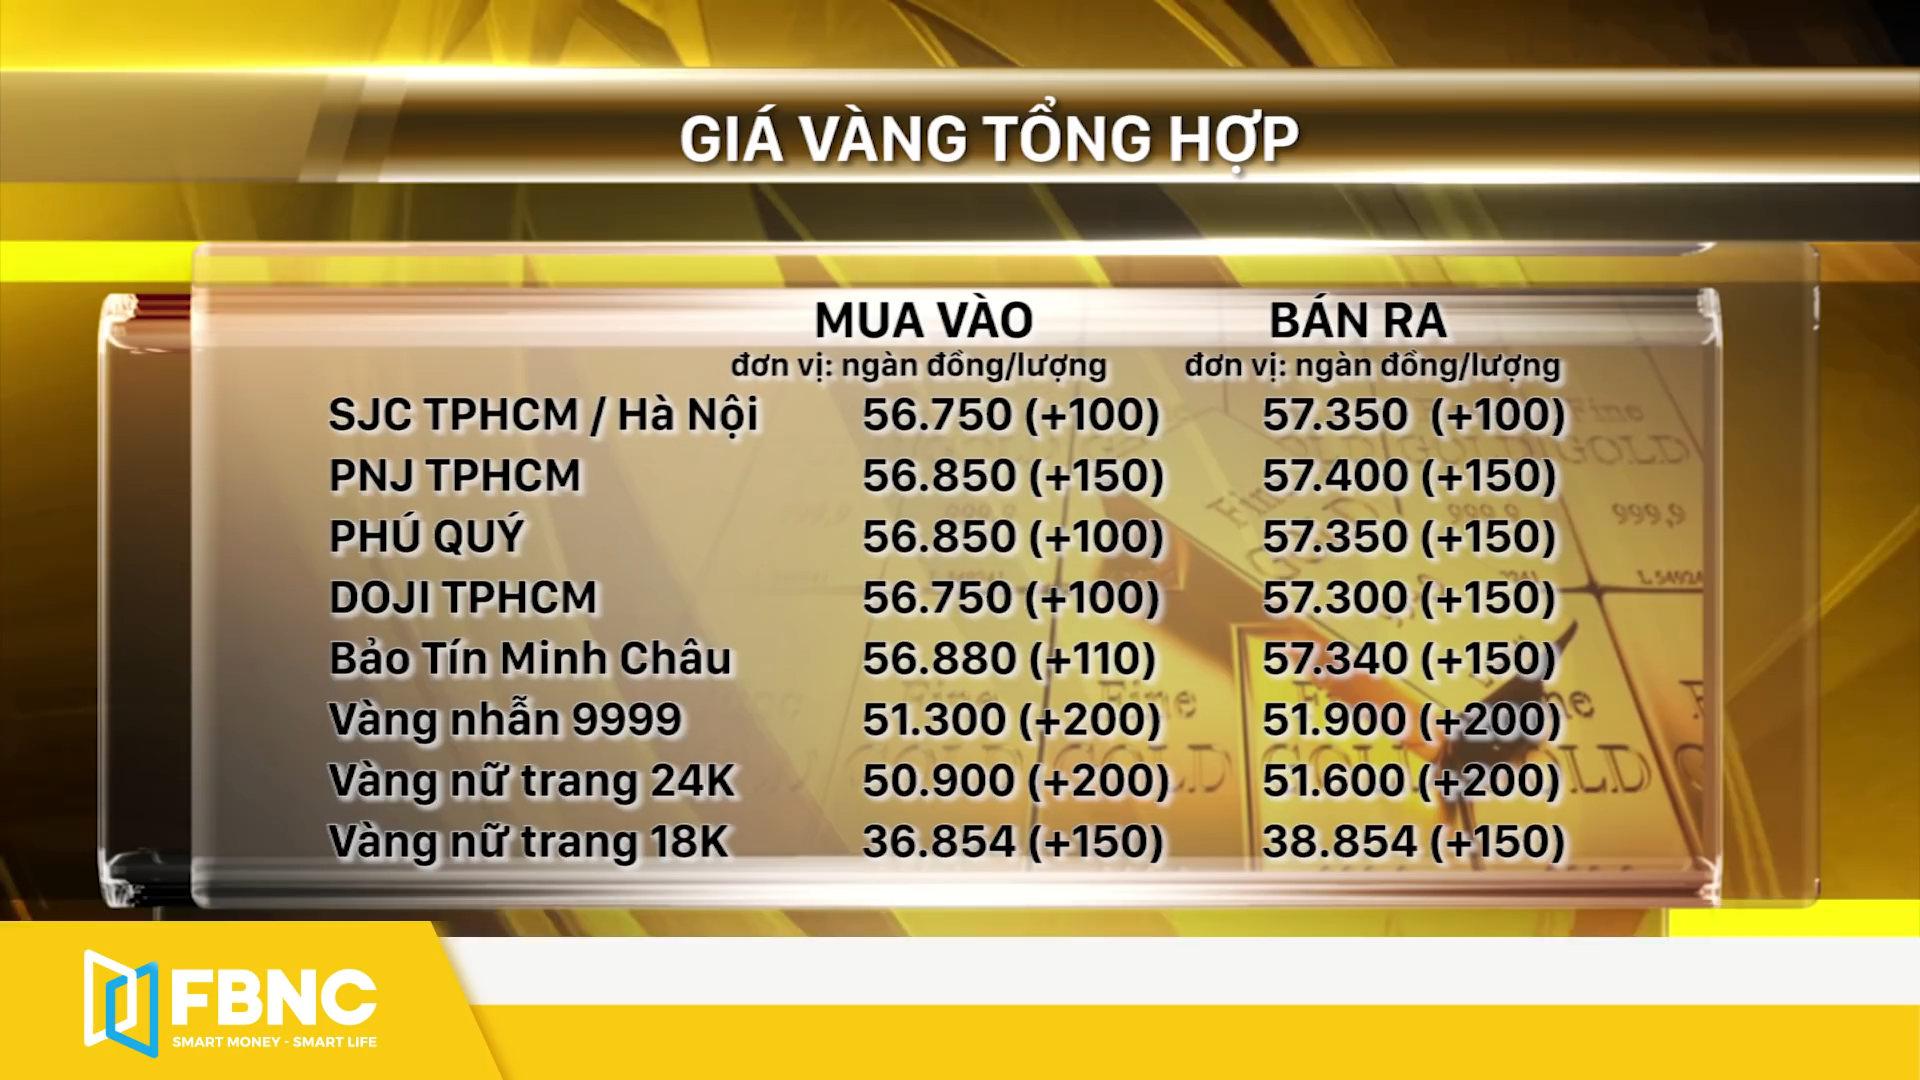 GIÁ VÀNG TỔNG HỢP
MUA VÀO BÁN RA
đơn vị: ngàn đồng/lượng đơn vị: ngàn đồng/lượng
SJC TPHCM / Hà Nội 56.750 (+100) 57.350 (+100)
PNJ TPHCM 56.850 (+150) 57.400 (+150)
PHÚ QUÝ 56.850 (+100) 57.350 (+150)
DOJI TPHCM 56.750 (+100) 57.300 (+150)
Bảo Tín Minh Châu 56.880 (+110) 57.340 (+150)
Vàng nhẫn 9999 51.300 (+200) 51.900 (+200)
Vàng nữ trang 24K 50.900 (+200) 51.600 (+200)
Vàng nữ trang 18K 36.854 (+150) 38.854 (+150)
FBNC
SMART MONEY - SMART LIFE